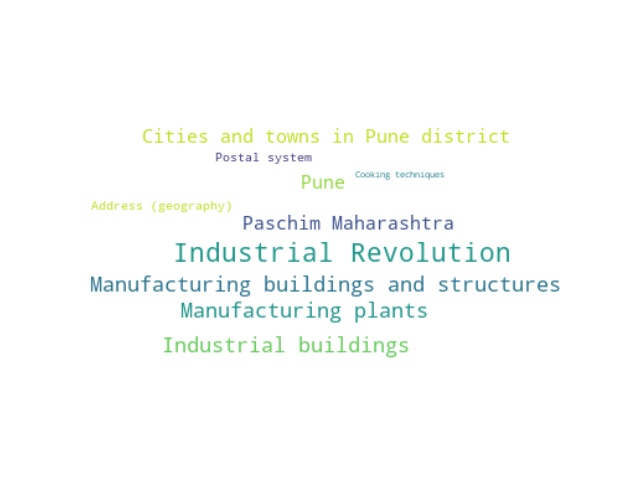 Cities and towns in Pune district
Postal system
Cooking techniques
Pune
Address (geography)
Paschim Maharashtra
Industrial Revolution
Manufacturing buildings and structures
Manufacturing plants
Industrial buildings